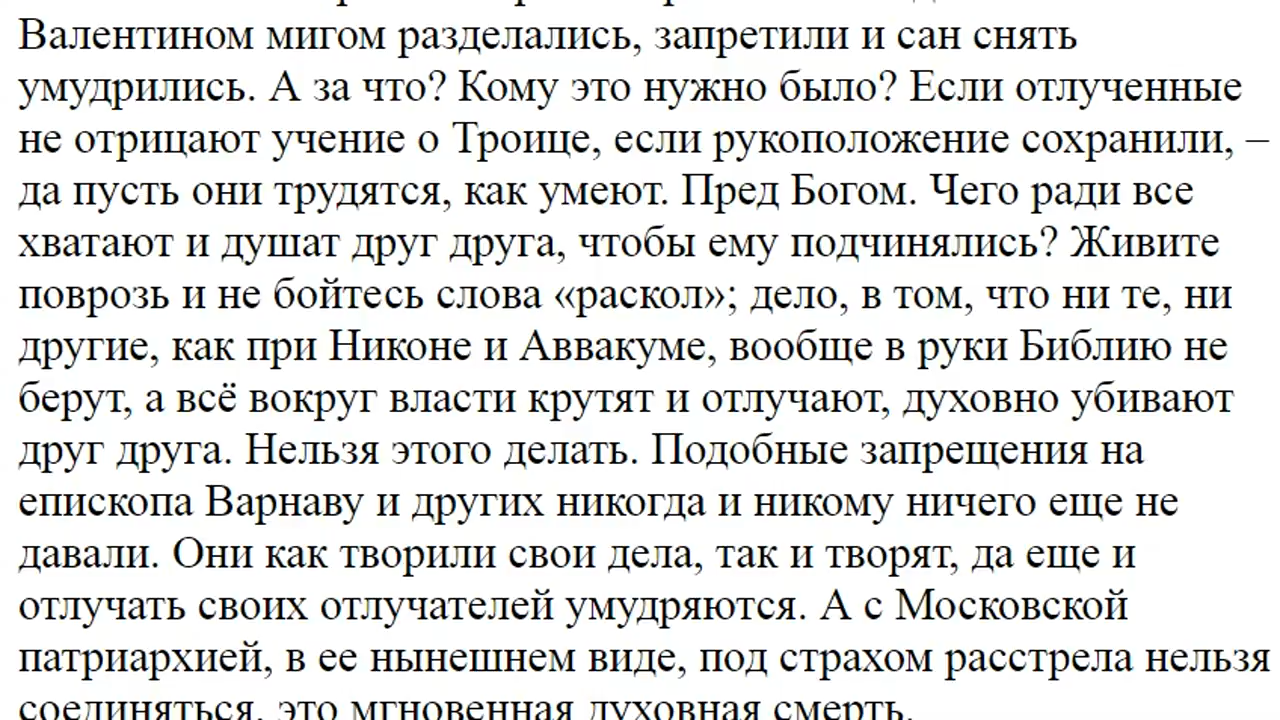 Валентином мигом разделались, запретили и сан снять
умудрились. А за что? Кому это нужно было? Если отлученные
не отрицают учение о Троице, если рукоположение сохранили, –
да пусть они трудятся, как умеют. Пред Богом. Чего ради все
хватают и душат друг друга, чтобы ему подчинялись? Живите
поврозь и не бойтесь слова «раскол»; дело, в том, что ни те, ни
другие, как при Никоне и Аввакуме, вообще в руки Библию не
берут, а всё вокруг власти крутят и отлучают, духовно убивают
друг друга. Нельзя этого делать. Подобные запрещения на
епископа Варнаву и других никогда и никому ничего еще не
давали. Они как творили свои дела, так и творят, да еще и
отлучать своих отлучателей умудряются. А с Московской
патриархией, в ее нынешнем виде, под страхом расстрела нельзя
соединяться, это мгновенная духовная смерть.